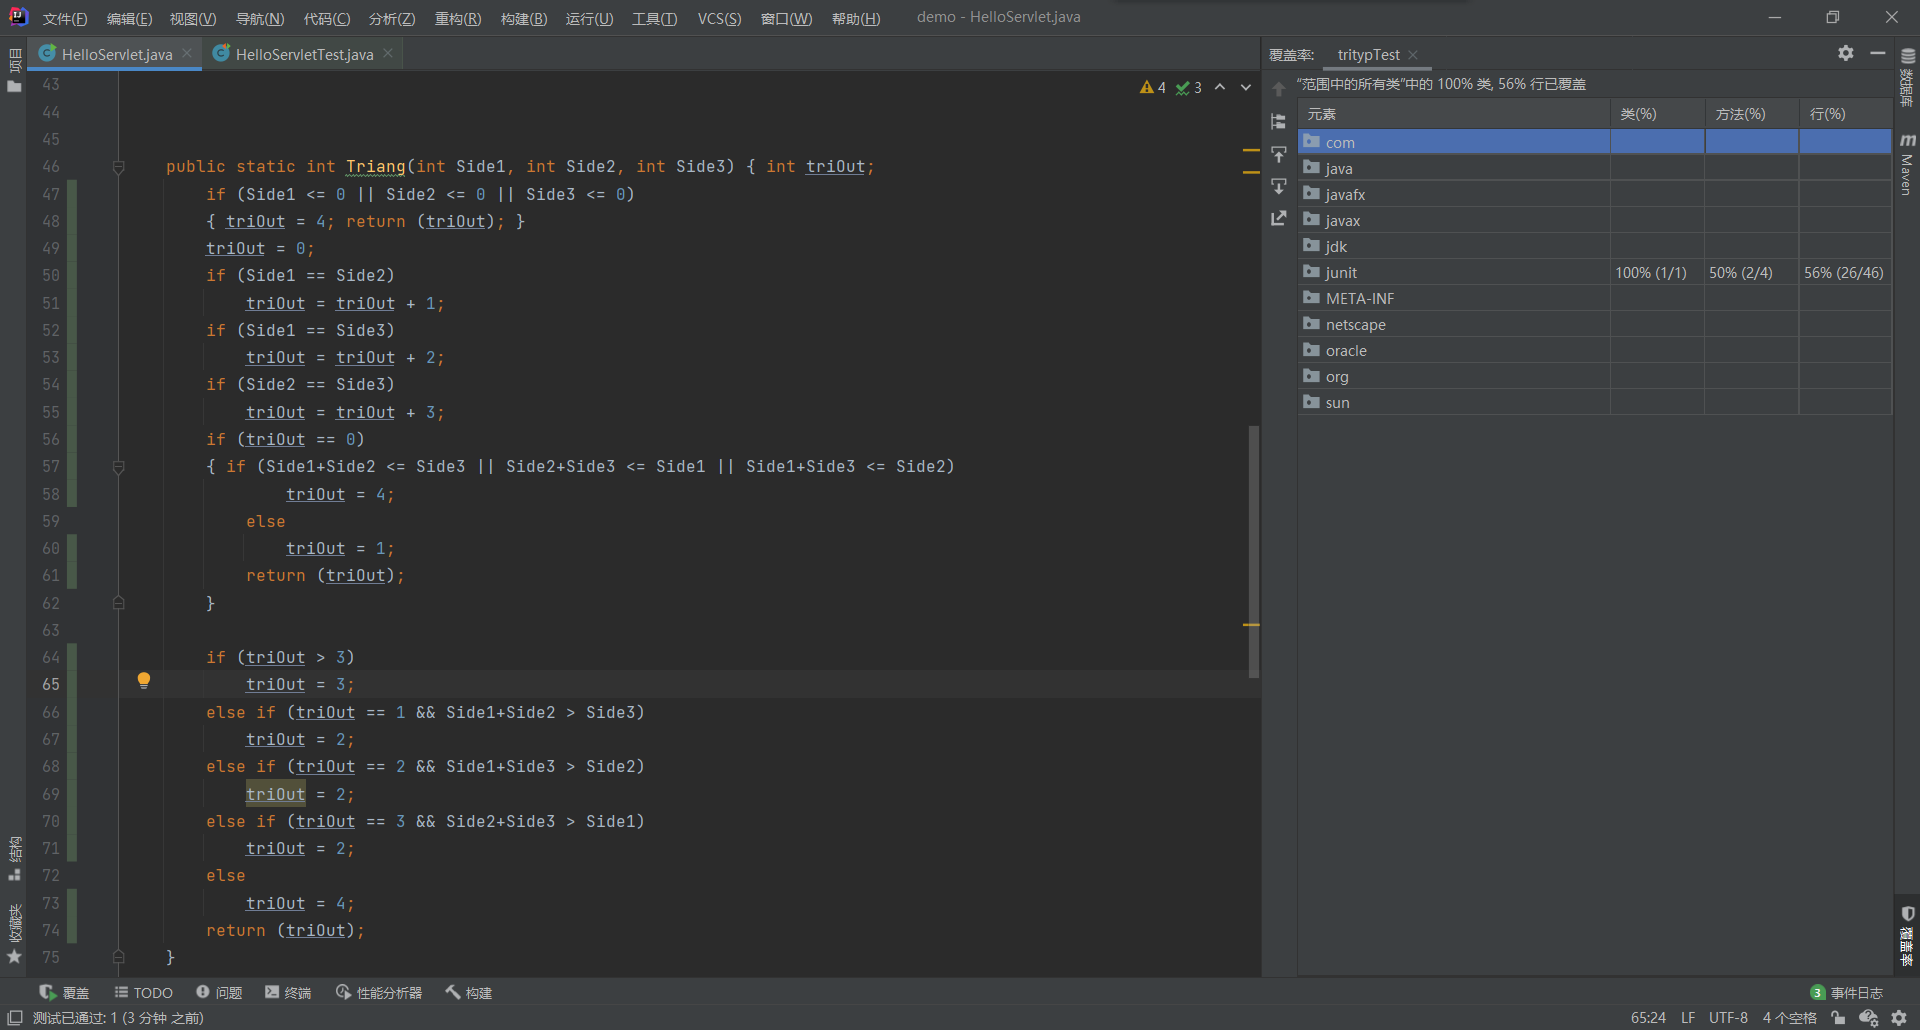 文件(F) 编辑(E) 视图(V) 导航(N) 代码(C) 分析(Z) 重构(R) 构建(B) 运行(U) 工具(T) VCS(S) 窗口(W) 帮助(H) demo - HelloServlet.java
HelloServlet.java HelloServletTest.java
项目
结构
收藏夹
4 3
43
44
45
46 public static int Triang(int Side1, int Side2, int Side3) { int triOut;
47 if (Side1 <= 0 || Side2 <= 0 || Side3 <= 0)
48 { triOut = 4; return (triOut); }
49 triOut = 0;
50 if (Side1 == Side2)
51 triOut = triOut + 1;
52 if (Side1 == Side3)
53 triOut = triOut + 2;
54 if (Side2 == Side3)
55 triOut = triOut + 3;
56 if (triOut == 0)
57 { if (Side1+Side2 <= Side3 || Side2+Side3 <= Side1 || Side1+Side3 <= Side2)
58 triOut = 4;
59 else
60 triOut = 1;
61 return (triOut);
62 }
63
64 if (triOut > 3)
65 triOut = 3;
66 else if (triOut == 1 && Side1+Side2 > Side3)
67 triOut = 2;
68 else if (triOut == 2 && Side1+Side3 > Side2)
69 triOut = 2;
70 else if (triOut == 3 && Side2+Side3 > Side1)
71 triOut = 2;
72 else
73 triOut = 4;
74 return (triOut);
75 }
覆盖率: tritypTest
“范围中的所有类”中的 100% 类, 56% 行已覆盖
元素 类(%) 方法(%) 行(%)
com
java
javafx
javax
jdk
junit 100% (1/1) 50% (2/4) 56% (26/46)
META-INF
netscape
oracle
org
sun
数据库
m Maven
覆盖率
覆盖 TODO 问题 终端 性能分析器 构建 3 事件日志
测试已通过: 1 (3 分钟 之前) 65:24 LF UTF-8 4 个空格